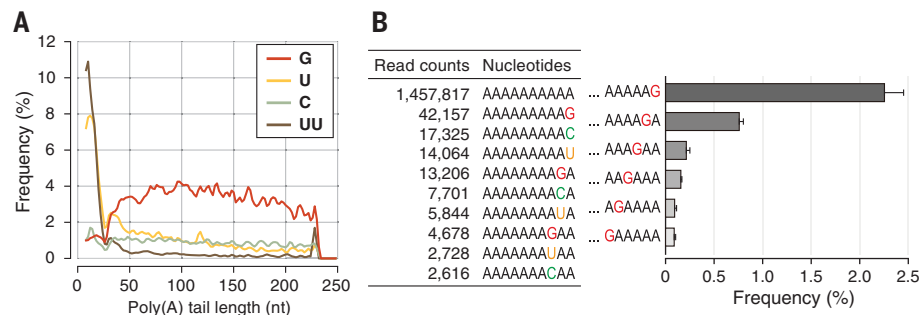 A
12
10
8
6
4
2
0
Frequency (%)
G
U
C
UU
0 50 100 150 200 250
Poly(A) tail length (nt)
B
Read counts Nucleotides
1,457,817 AAAAAAAAAA
42,157 AAAAAAAAAG
17,325 AAAAAAAAAC
14,064 AAAAAAAAAU
13,206 AAAAAAAAGA
7,701 AAAAAAAACA
5,844 AAAAAAAAUA
4,678 AAAAAAAGAA
2,728 AAAAAAAUAA
2,616 AAAAAAACAA
... AAAAAG
... AAAAGA
... AAAGAA
... AAGAAA
... AGAAAA
... GAAAAA
0 0.5 1.0 1.5 2.0 2.5
Frequency (%)